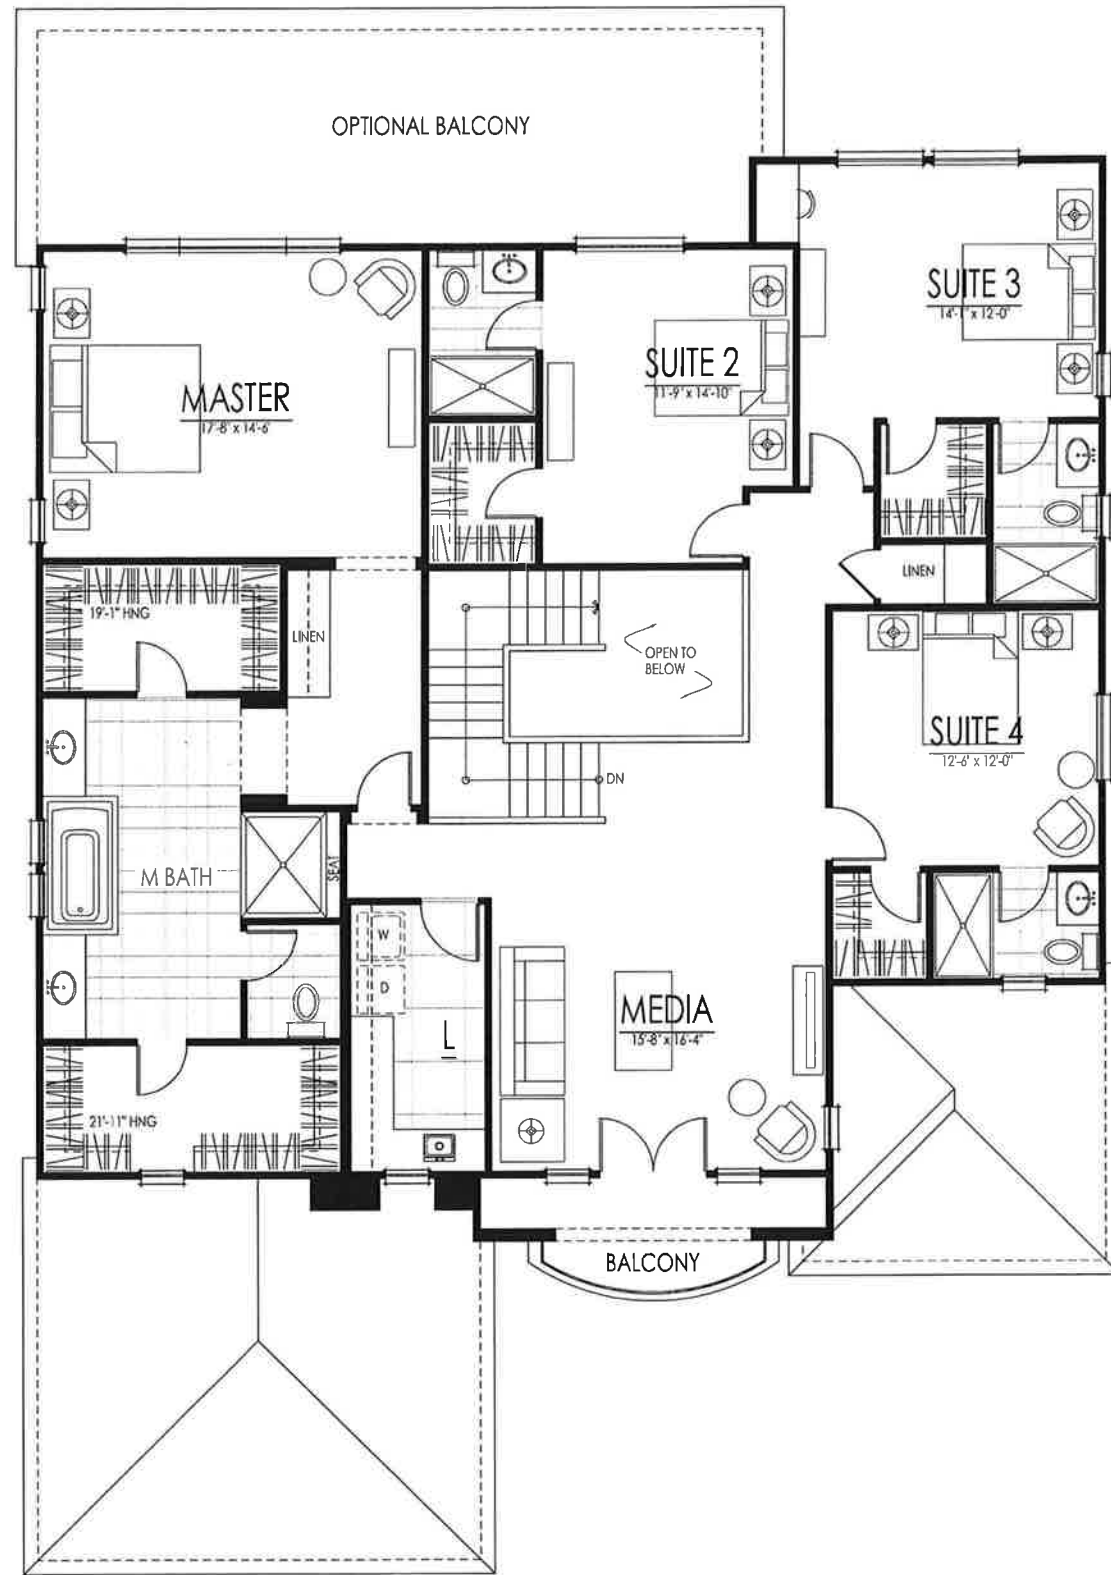 OPTIONAL BALCONY
SUITE 3
14'-1" x 12'-0"
SUITE 2
11'-9" x 14'-10"
MASTER
17'-8" x 14'-6"
LINEN
19'-1" HNG
LINEN
OPEN TO
BELOW
SUITE 4
12'-6" x 12'-0"
DN
M BATH
SEAT
W
D
L
MEDIA
15'-8" x 16'-4"
21'-11" HNG
BALCONY